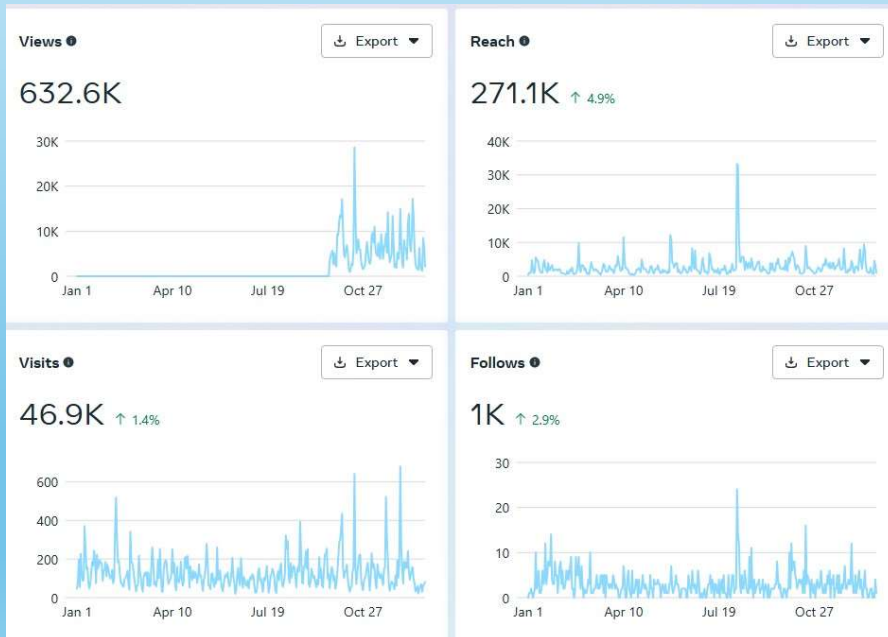 Views
Export
632.6K
30K
20K
10K
0
Jan 1 Apr 10 Jul 19 Oct 27
Reach
Export
271.1K ↑ 4.9%
40K
30K
20K
10K
0
Jan 1 Apr 10 Jul 19 Oct 27
Visits
Export
46.9K ↑ 1.4%
600
400
200
0
Jan 1 Apr 10 Jul 19 Oct 27
Follows
Export
1K ↑ 2.9%
30
20
10
0
Jan 1 Apr 10 Jul 19 Oct 27